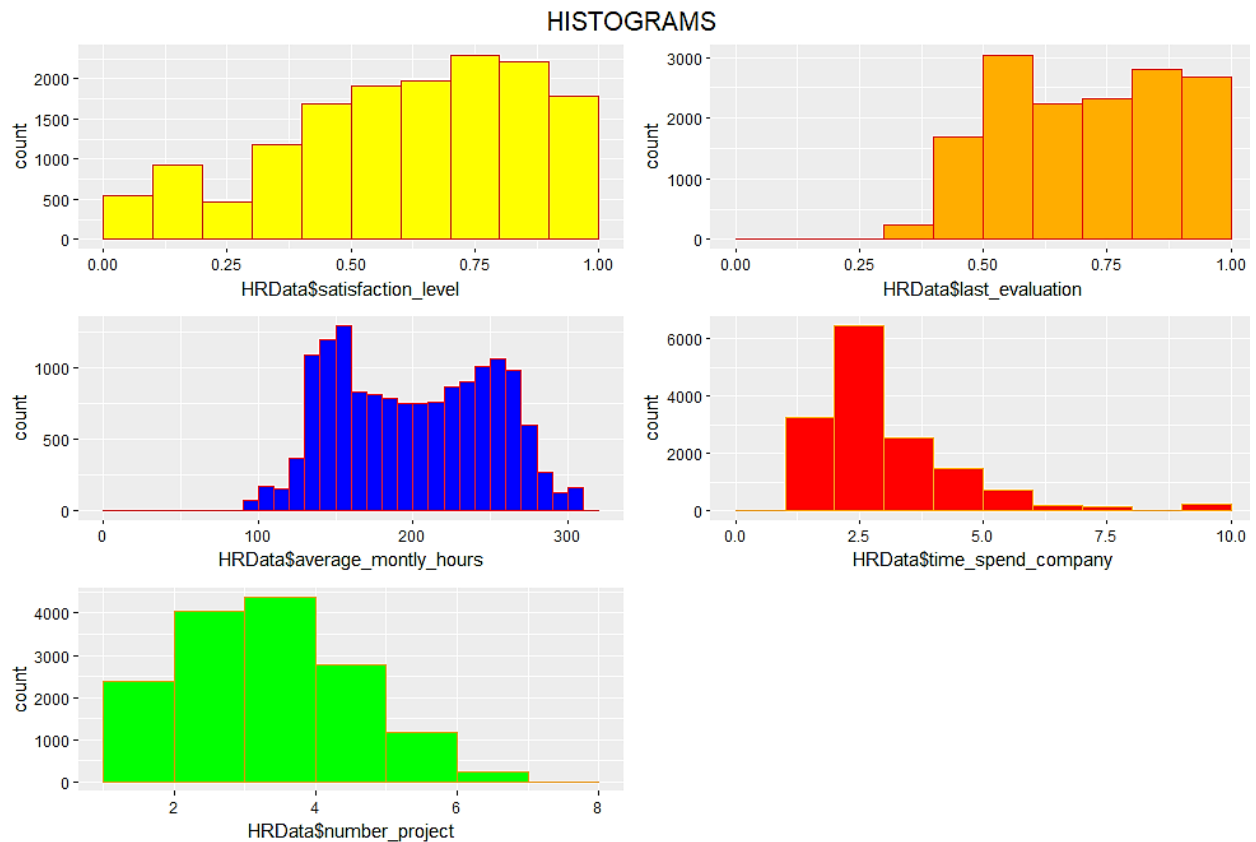 HISTOGRAMS
count
2000
1500
1000
500
0
0.00 0.25 0.50 0.75 1.00
HRData$satisfaction_level
count
3000
2000
1000
0
0.00 0.25 0.50 0.75 1.00
HRData$last_evaluation
count
1000
500
0
0 100 200 300
HRData$average_montly_hours
count
6000
4000
2000
0
0.0 2.5 5.0 7.5 10.0
HRData$time_spend_company
count
4000
3000
2000
1000
0
2 4 6 8
HRData$number_project